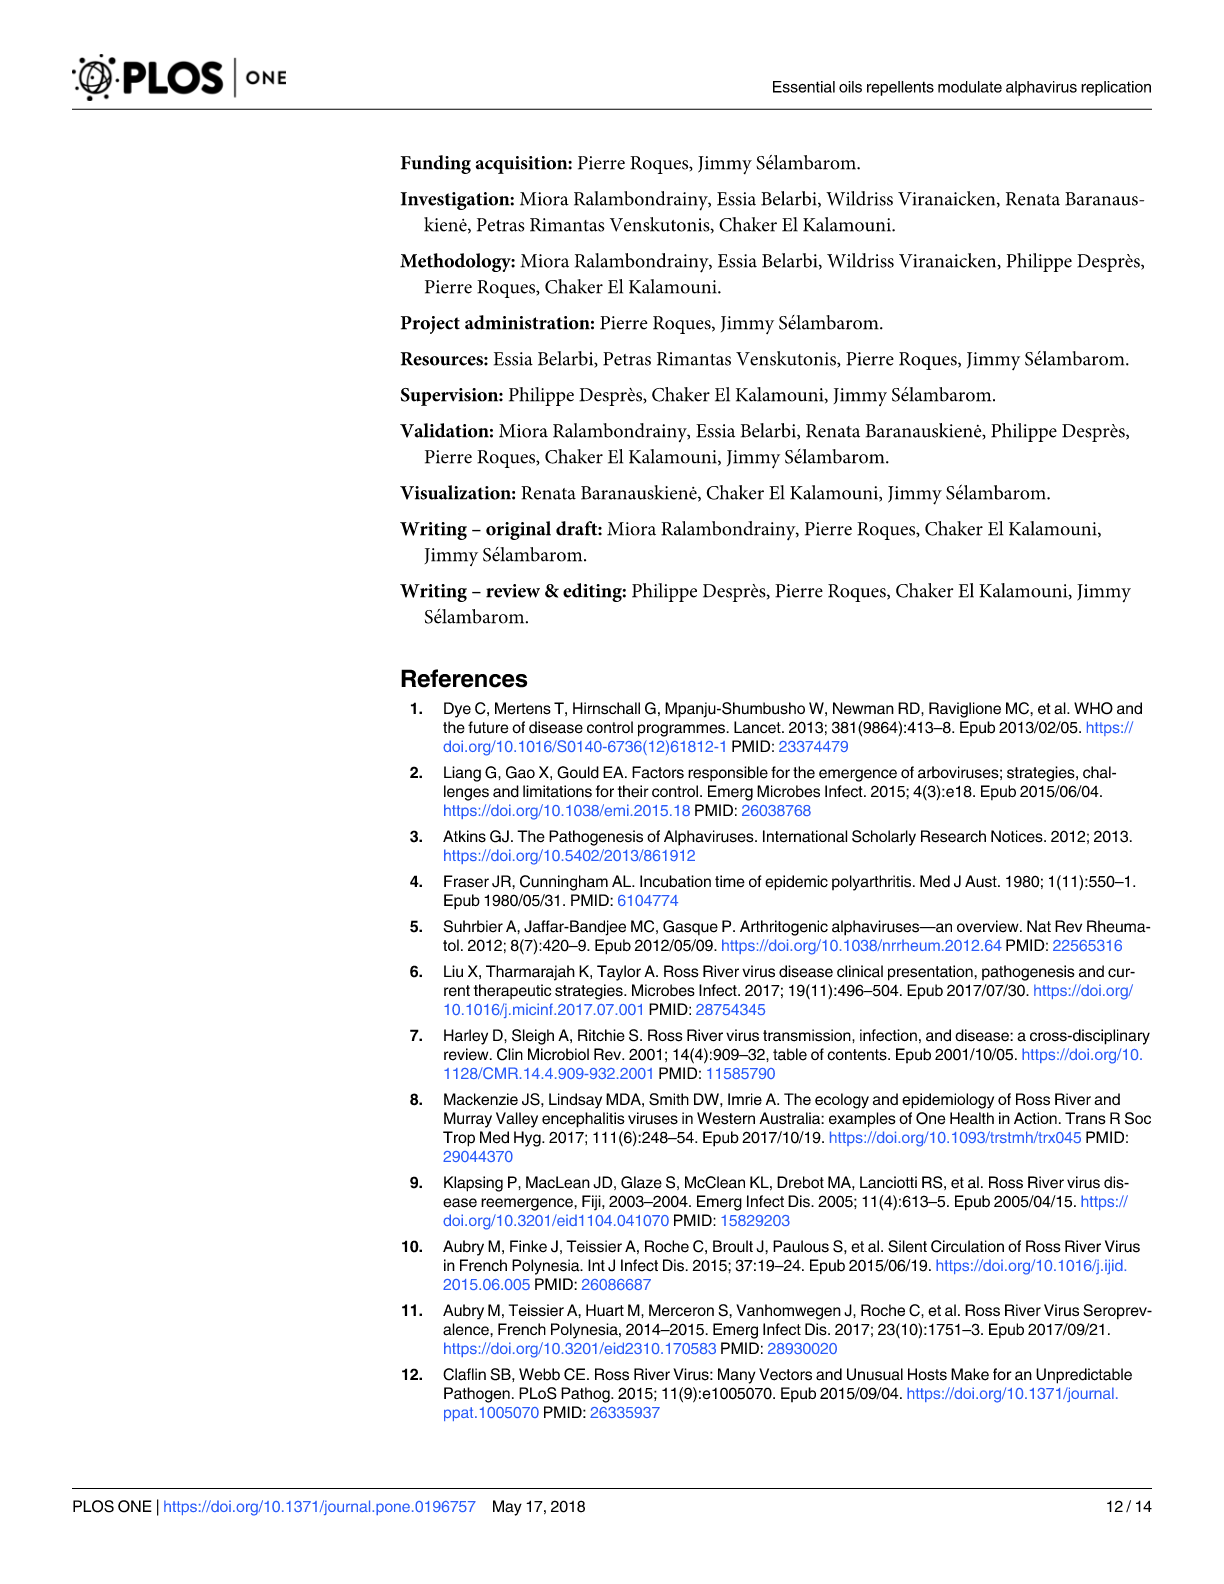 PLOS ONE
Essential oils repellents modulate alphavirus replication
Funding acquisition: Pierre Roques, Jimmy Sélambarom.
Investigation: Miora Ralambondrainy, Essia Belarbi, Wildriss Viranaicken, Renata Baranaus-
kienė, Petras Rimantas Venskutonis, Chaker El Kalamouni.
Methodology: Miora Ralambondrainy, Essia Belarbi, Wildriss Viranaicken, Philippe Desprès,
Pierre Roques, Chaker El Kalamouni.
Project administration: Pierre Roques, Jimmy Sélambarom.
Resources: Essia Belarbi, Petras Rimantas Venskutonis, Pierre Roques, Jimmy Sélambarom.
Supervision: Philippe Desprès, Chaker El Kalamouni, Jimmy Sélambarom.
Validation: Miora Ralambondrainy, Essia Belarbi, Renata Baranauskienė, Philippe Desprès,
Pierre Roques, Chaker El Kalamouni, Jimmy Sélambarom.
Visualization: Renata Baranauskienė, Chaker El Kalamouni, Jimmy Sélambarom.
Writing – original draft: Miora Ralambondrainy, Pierre Roques, Chaker El Kalamouni,
Jimmy Sélambarom.
Writing – review & editing: Philippe Desprès, Pierre Roques, Chaker El Kalamouni, Jimmy
Sélambarom.
References
1. Dye C, Mertens T, Hirnschall G, Mpanju-Shumbusho W, Newman RD, Raviglione MC, et al. WHO and
the future of disease control programmes. Lancet. 2013; 381(9864):413–8. Epub 2013/02/05. https://
doi.org/10.1016/S0140-6736(12)61812-1 PMID: 23374479
2. Liang G, Gao X, Gould EA. Factors responsible for the emergence of arboviruses; strategies, chal-
lenges and limitations for their control. Emerg Microbes Infect. 2015; 4(3):e18. Epub 2015/06/04.
https://doi.org/10.1038/emi.2015.18 PMID: 26038768
3. Atkins GJ. The Pathogenesis of Alphaviruses. International Scholarly Research Notices. 2012; 2013.
https://doi.org/10.5402/2013/861912
4. Fraser JR, Cunningham AL. Incubation time of epidemic polyarthritis. Med J Aust. 1980; 1(11):550–1.
Epub 1980/05/31. PMID: 6104774
5. Suhrbier A, Jaffar-Bandjee MC, Gasque P. Arthritogenic alphaviruses—an overview. Nat Rev Rheuma-
tol. 2012; 8(7):420–9. Epub 2012/05/09. https://doi.org/10.1038/nrrheum.2012.64 PMID: 22565316
6. Liu X, Tharmarajah K, Taylor A. Ross River virus disease clinical presentation, pathogenesis and cur-
rent therapeutic strategies. Microbes Infect. 2017; 19(11):496–504. Epub 2017/07/30. https://doi.org/
10.1016/j.micinf.2017.07.001 PMID: 28754345
7. Harley D, Sleigh A, Ritchie S. Ross River virus transmission, infection, and disease: a cross-disciplinary
review. Clin Microbiol Rev. 2001; 14(4):909–32, table of contents. Epub 2001/10/05. https://doi.org/10.
1128/CMR.14.4.909-932.2001 PMID: 11585790
8. Mackenzie JS, Lindsay MDA, Smith DW, Imrie A. The ecology and epidemiology of Ross River and
Murray Valley encephalitis viruses in Western Australia: examples of One Health in Action. Trans R Soc
Trop Med Hyg. 2017; 111(6):248–54. Epub 2017/10/19. https://doi.org/10.1093/trstmh/trx045 PMID:
29044370
9. Klapsing P, MacLean JD, Glaze S, McClean KL, Drebot MA, Lanciotti RS, et al. Ross River virus dis-
ease reemergence, Fiji, 2003–2004. Emerg Infect Dis. 2005; 11(4):613–5. Epub 2005/04/15. https://
doi.org/10.3201/eid1104.041070 PMID: 15829203
10. Aubry M, Finke J, Teissier A, Roche C, Broult J, Paulous S, et al. Silent Circulation of Ross River Virus
in French Polynesia. Int J Infect Dis. 2015; 37:19–24. Epub 2015/06/19. https://doi.org/10.1016/j.ijid.
2015.06.005 PMID: 26086687
11. Aubry M, Teissier A, Huart M, Merceron S, Vanhomwegen J, Roche C, et al. Ross River Virus Seroprev-
alence, French Polynesia, 2014–2015. Emerg Infect Dis. 2017; 23(10):1751–3. Epub 2017/09/21.
https://doi.org/10.3201/eid2310.170583 PMID: 28930020
12. Claflin SB, Webb CE. Ross River Virus: Many Vectors and Unusual Hosts Make for an Unpredictable
Pathogen. PLoS Pathog. 2015; 11(9):e1005070. Epub 2015/09/04. https://doi.org/10.1371/journal.
ppat.1005070 PMID: 26335937
PLOS ONE | https://doi.org/10.1371/journal.pone.0196757 May 17, 2018
12 / 14